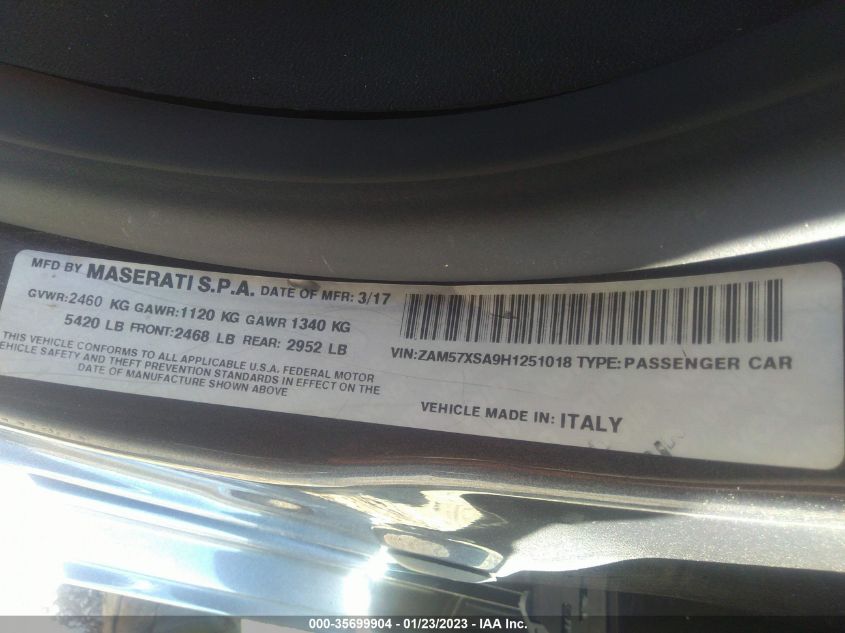 MFD BY MASERATI S.P.A. DATE OF MFR: 3/17
GVWR:2460 KG GAWR:1120 KG GAWR 1340 KG
5420 LB FRONT:2468 LB REAR: 2952 LB
THIS VEHICLE CONFORMS TO ALL APPLICABLE U.S.A. FEDERAL MOTOR
VEHICLE SAFETY AND THEFT PREVENTION STANDARDS IN EFFECT ON THE
DATE OF MANUFACTURE SHOWN ABOVE
VIN:ZAM57XSA9H1251018 TYPE:PASSENGER CAR
VEHICLE MADE IN: ITALY
000-35699904 / 01/23/2023 - IAA Inc.